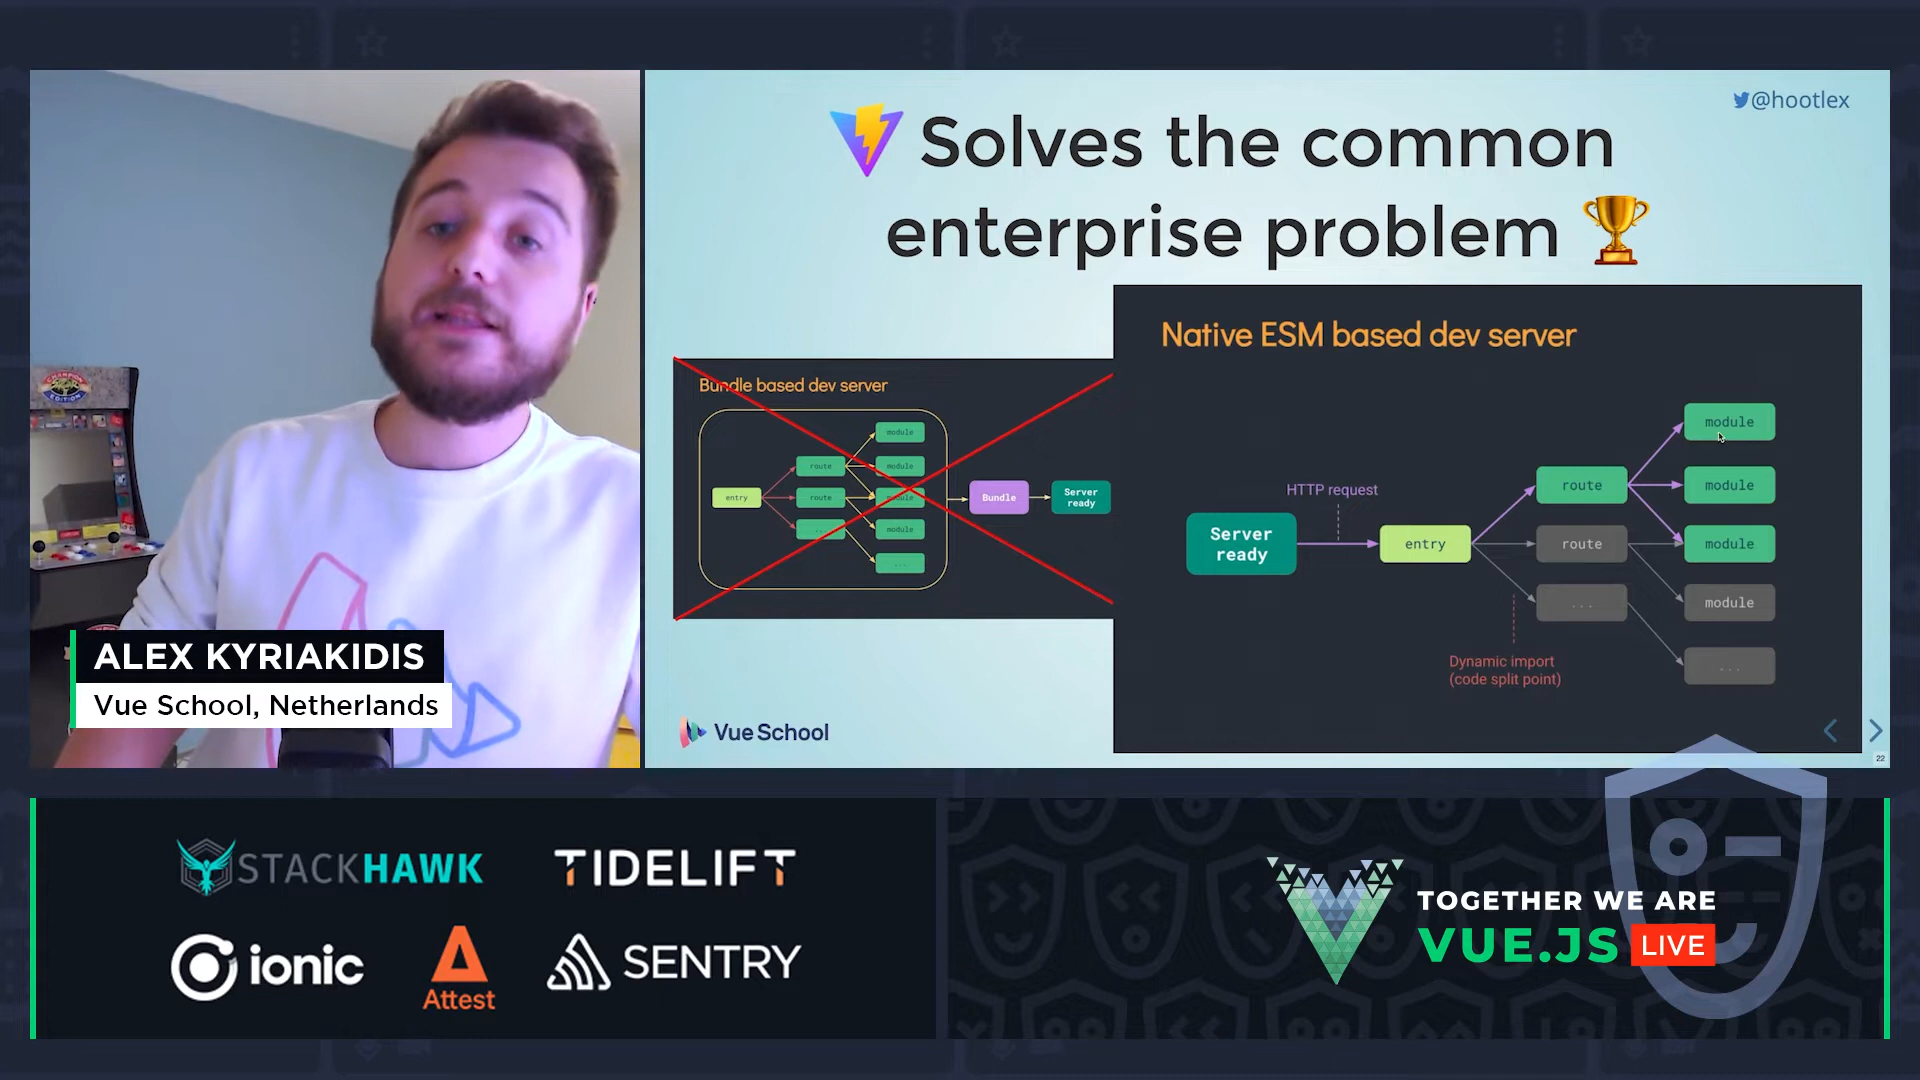 @hootlex
Solves the common
enterprise problem
Bundle based dev server
entry
route
route
...
module
module
module
module
...
Bundle
Server
ready
Native ESM based dev server
Server
ready
HTTP request
entry
route
route
...
module
module
module
module
...
Dynamic import
(code split point)
Vue School
22
CHAMPION
EDITION
ALEX KYRIAKIDIS
Vue School, Netherlands
STACKHAWK
TIDELIFT
ionic
Attest
SENTRY
TOGETHER WE ARE
VUE.JS LIVE